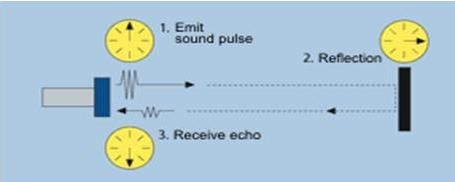 1. Emit
sound pulse
2. Reflection
3. Receive echo